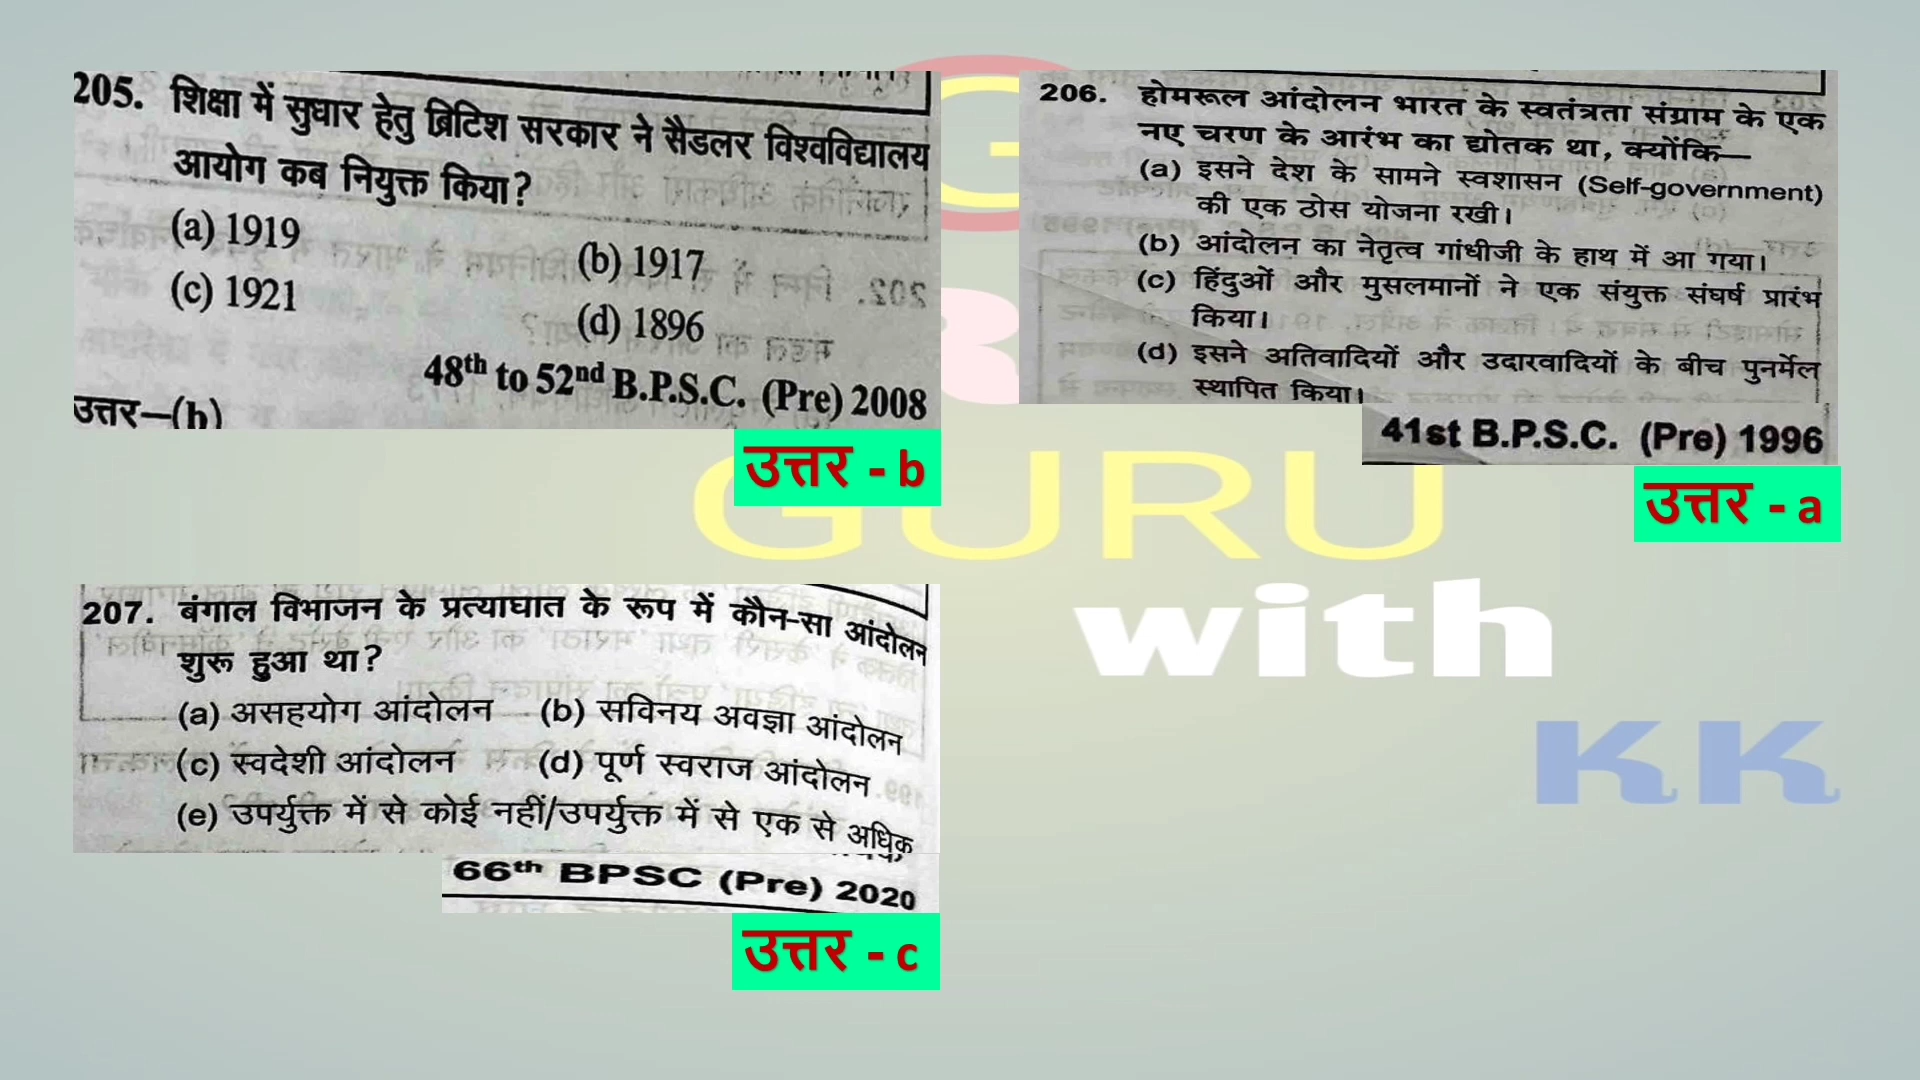 205. शिक्षा में सुधार हेतु ब्रिटिश सरकार ने सैडलर विश्वविद्यालय
आयोग कब नियुक्त किया?
(a) 1919
(b) 1917
(c) 1921
(d) 1896
48th to 52nd B.P.S.C. (Pre) 2008
उत्तर—(b)
उत्तर - b
206. होमरूल आंदोलन भारत के स्वतंत्रता संग्राम के एक
नए चरण के आरंभ का द्योतक था, क्योंकि—
(a) इसने देश के सामने स्वशासन (Self-government)
की एक ठोस योजना रखी।
(b) आंदोलन का नेतृत्व गांधीजी के हाथ में आ गया।
(c) हिंदुओं और मुसलमानों ने एक संयुक्त संघर्ष प्रारंभ
किया।
(d) इसने अतिवादियों और उदारवादियों के बीच पुनर्मेल
स्थापित किया।
41st B.P.S.C. (Pre) 1996
उत्तर - a
207. बंगाल विभाजन के प्रत्याघात के रूप में कौन-सा आंदोलन
शुरू हुआ था?
(a) असहयोग आंदोलन (b) सविनय अवज्ञा आंदोलन
(c) स्वदेशी आंदोलन (d) पूर्ण स्वराज आंदोलन
(e) उपर्युक्त में से कोई नहीं/उपर्युक्त में से एक से अधिक
66th BPSC (Pre) 2020
उत्तर - c
GURU
with
KK